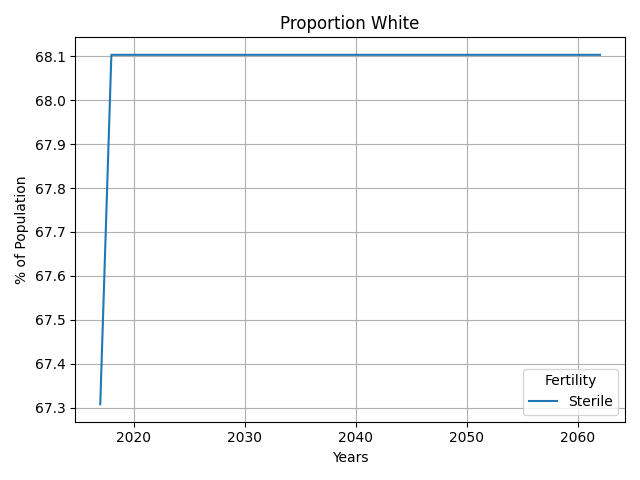 Proportion White
% of Population
68.1
68.0
67.9
67.8
67.7
67.6
67.5
67.4
67.3
Fertility
Sterile
2020 2030 2040 2050 2060
Years